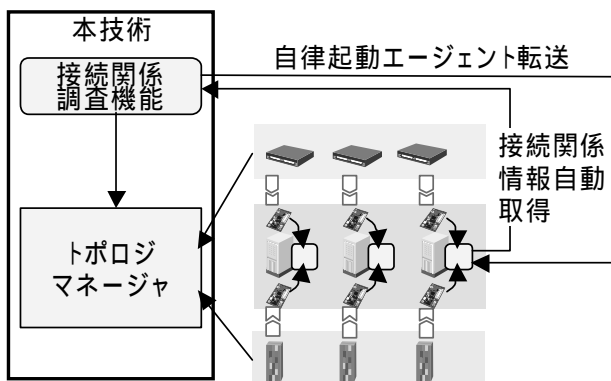 本技術
接続関係
調査機能
自律起動エージェント転送
接続関係
情報自動
取得
トポロジ
マネージャ